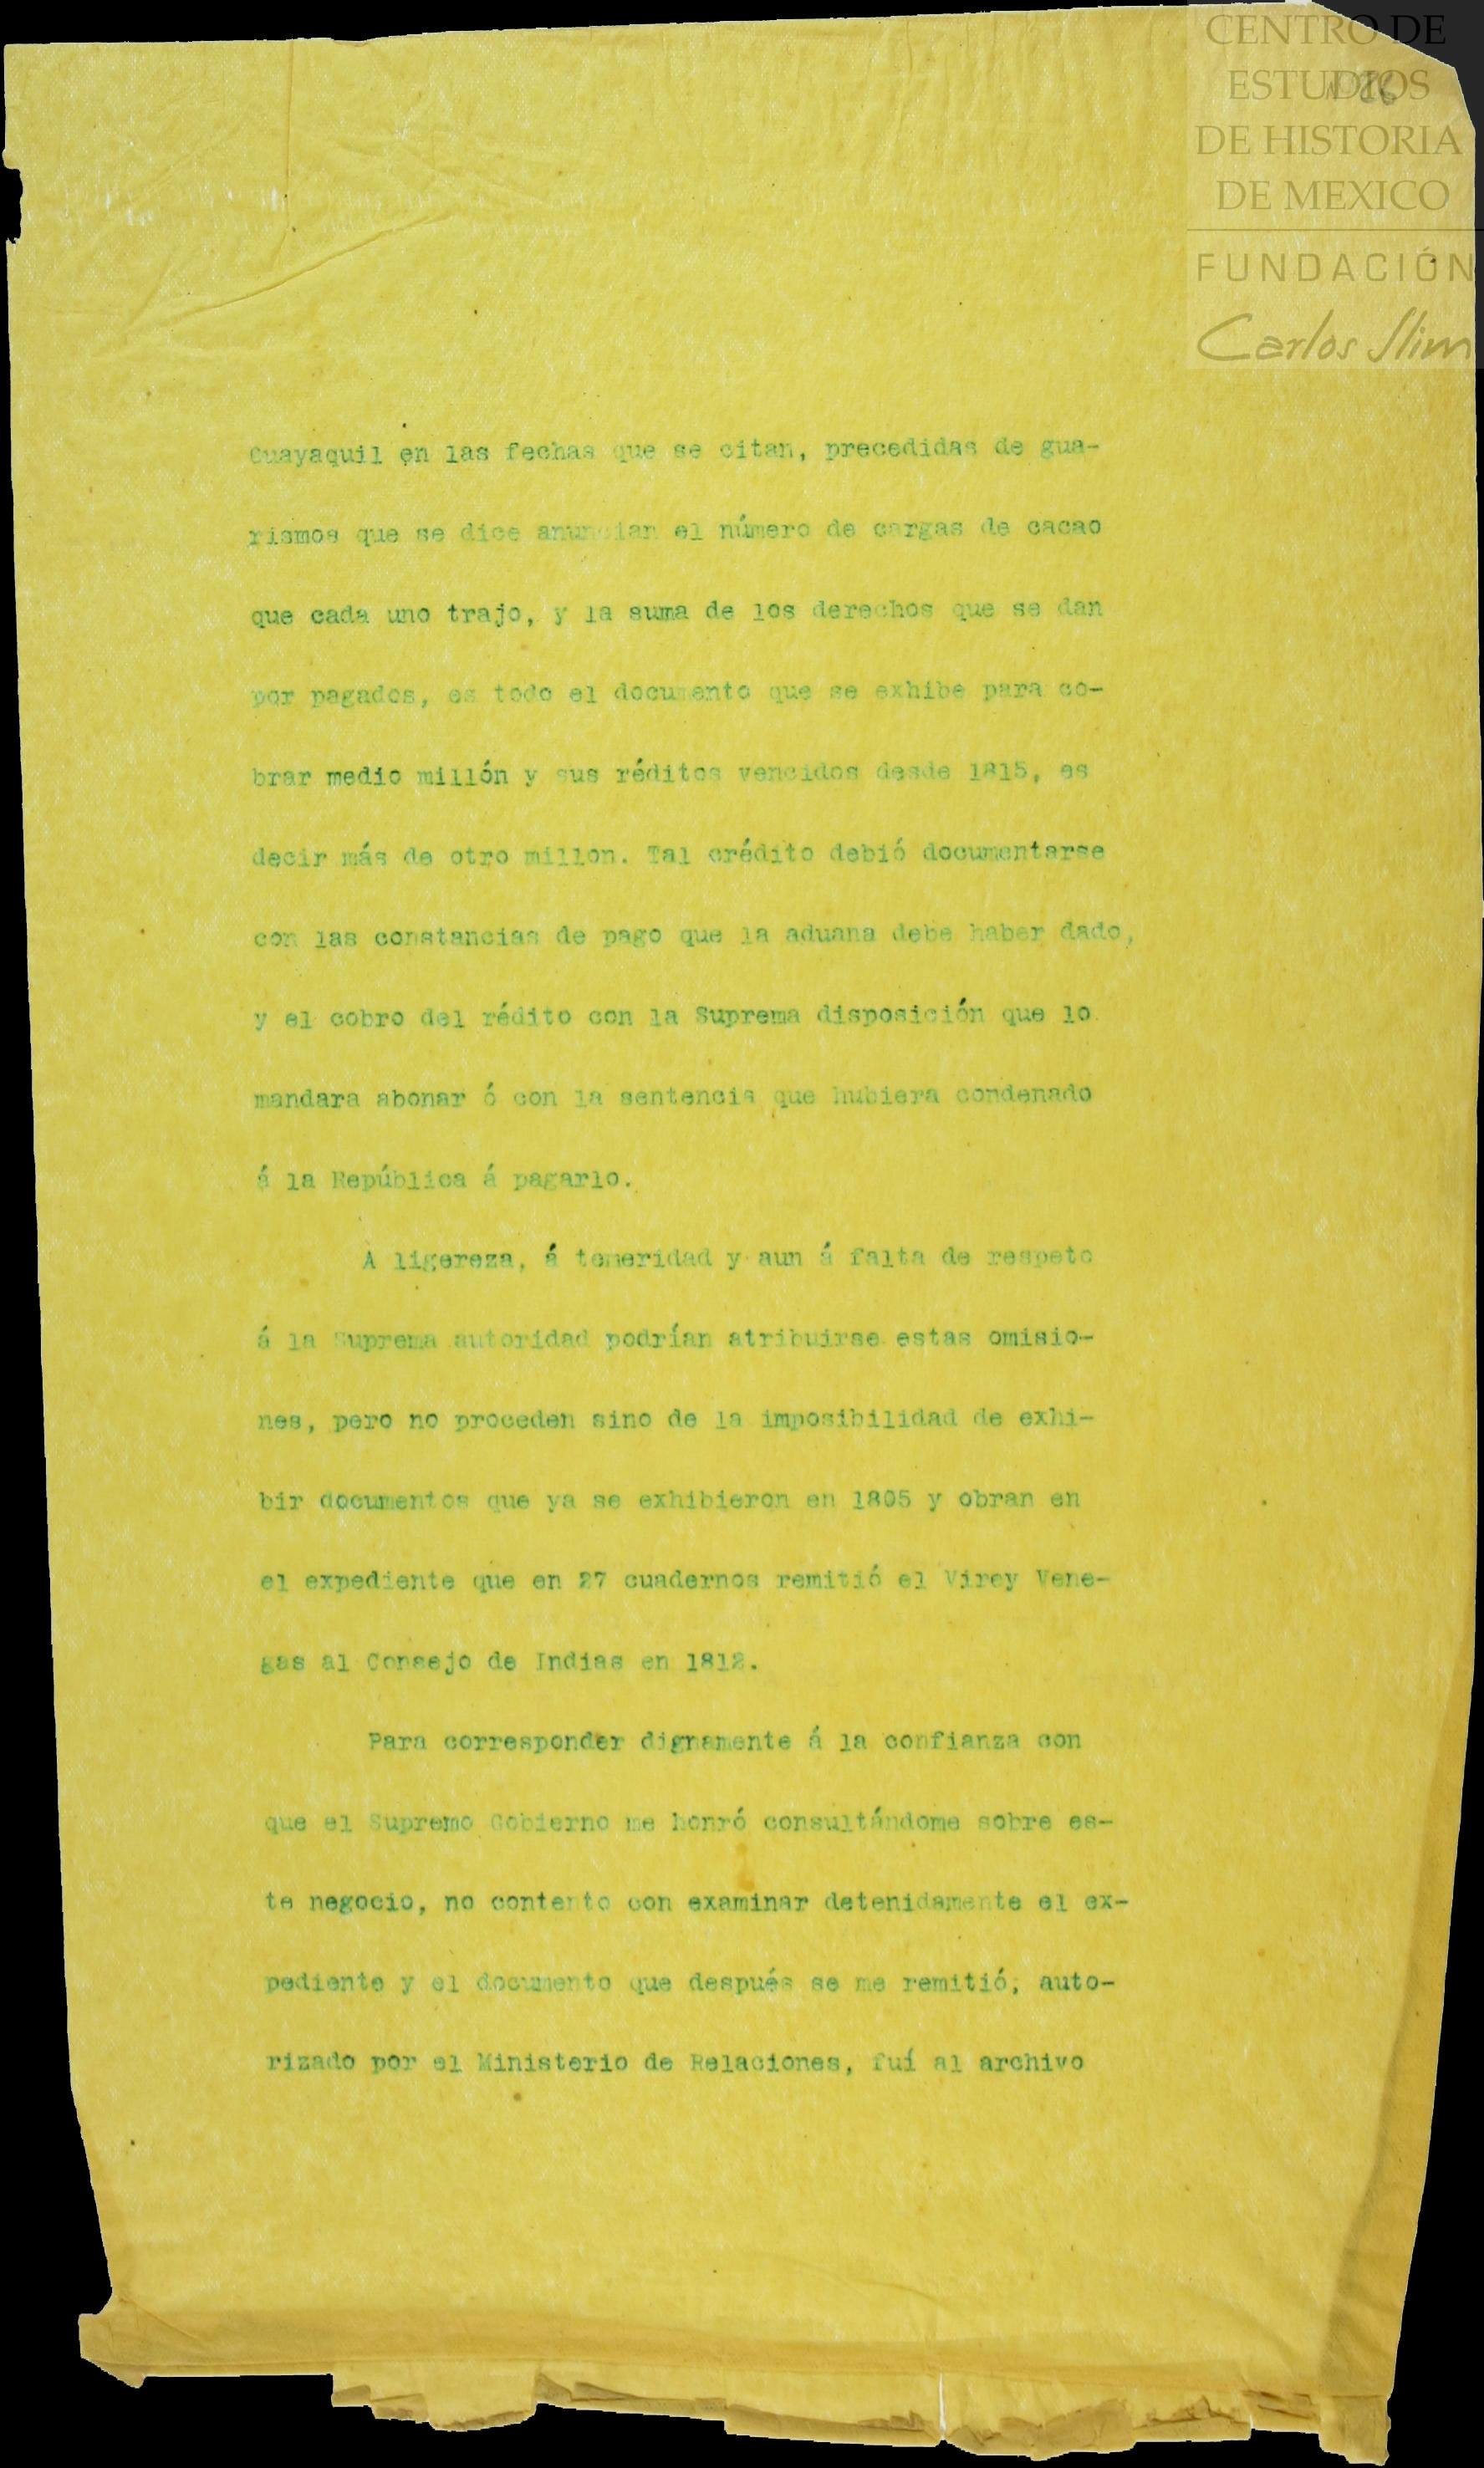 CENTRO DE
ESTUDIOS
DE HISTORIA
DE MEXICO
FUNDACIÓN
Carlos Slim
Guayaquil en las fechas que se citan, precedidas de gua-
rismos que se dice anuncian el número de cargas de cacao
que cada uno trajo, y la suma de los derechos que se dan
por pagados, es todo el documento que se exhibe para co-
brar medio millón y sus réditos vencidos desde 1815, es
decir más de otro millon. Tal crédito debió documentarse
con las constancias de pago que la aduana debe haber dado,
y el cobro del rédito con la Suprema disposición que lo
mandara abonar ó con la sentencia que hubiera condenado
á la República á pagarlo.
A ligereza, á temeridad y aun á falta de respeto
á la Suprema autoridad podrían atribuirse estas omisio-
nes, pero no proceden sino de la imposibilidad de exhi-
bir documentos que ya se exhibieron en 1805 y obran en
el expediente que en 27 cuadernos remitió el Virey Vene-
gas al Consejo de Indias en 1812.
Para corresponder dignamente á la confianza con
que el Supremo Gobierno me honró consultándome sobre es-
te negocio, no contento con examinar detenidamente el ex-
pediente y el documento que después se me remitió, auto-
rizado por el Ministerio de Relaciones, fuí al archivo